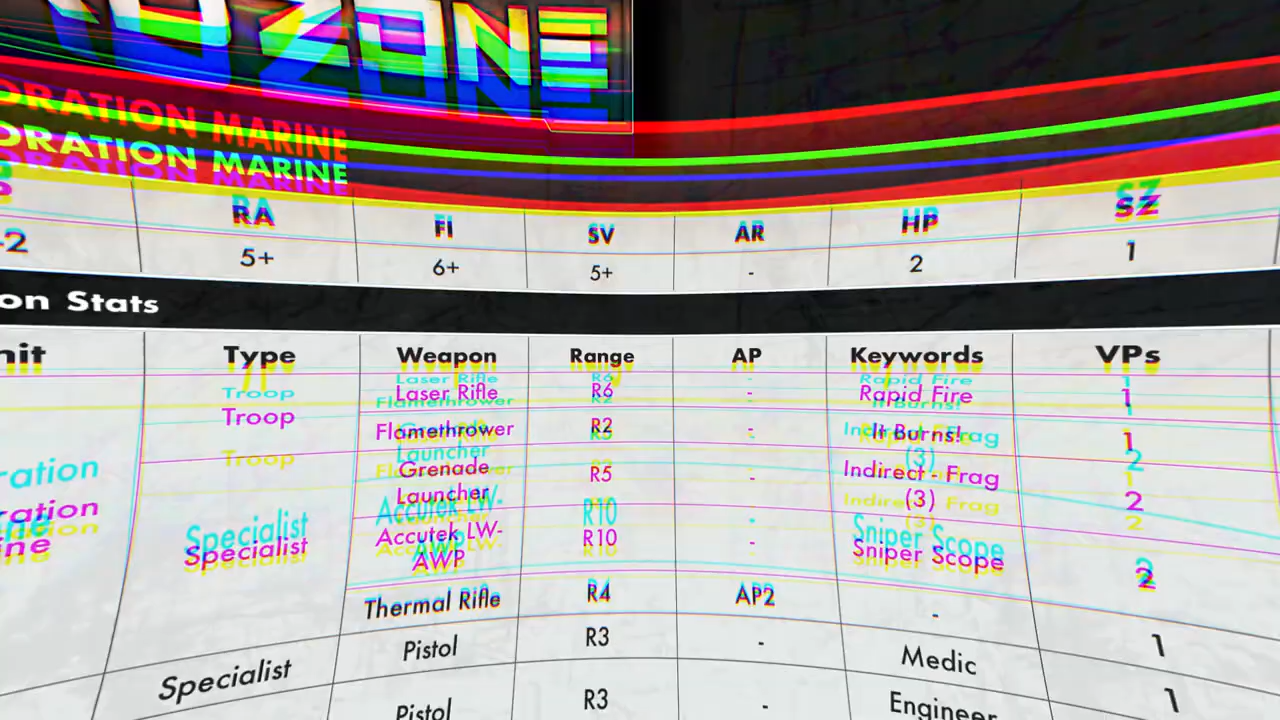 ZONE
ORATION MARINE
-2 RA FI SV AR HP SZ
5+ 6+ 5+ - 2 1
on Stats
nit Type Weapon Range AP Keywords VPs
Troop Laser Rifle R6 - Rapid Fire 1
Flamethrower R2 - It Burns! 1
Grenade Launcher R5 - Indirect - Frag (3) 2
ration
ine
Specialist Accutek LW-AWP R10 - Sniper Scope 2
Thermal Rifle R4 AP2 -
Specialist Pistol R3 - Medic 1
Pistol R3 - Engineer 1